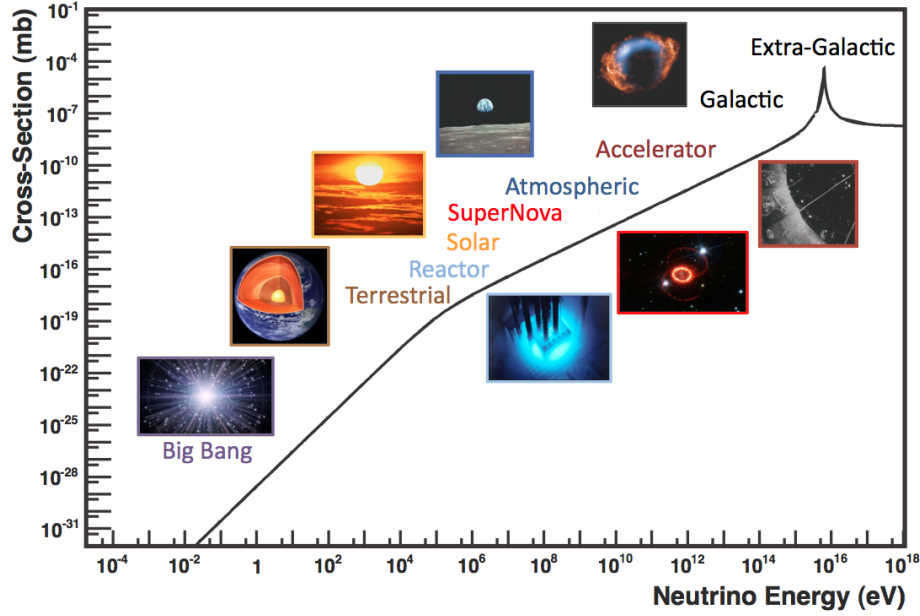 Cross-Section (mb)
10⁻¹
10⁻⁴
10⁻⁷
10⁻¹⁰
10⁻¹³
10⁻¹⁶
10⁻¹⁹
10⁻²²
10⁻²⁵
10⁻²⁸
10⁻³¹
Extra-Galactic
Galactic
Accelerator
Atmospheric
SuperNova
Solar
Reactor
Terrestrial
Big Bang
10⁻⁴ 10⁻² 1 10² 10⁴ 10⁶ 10⁸ 10¹⁰ 10¹² 10¹⁴ 10¹⁶ 10¹⁸
Neutrino Energy (eV)